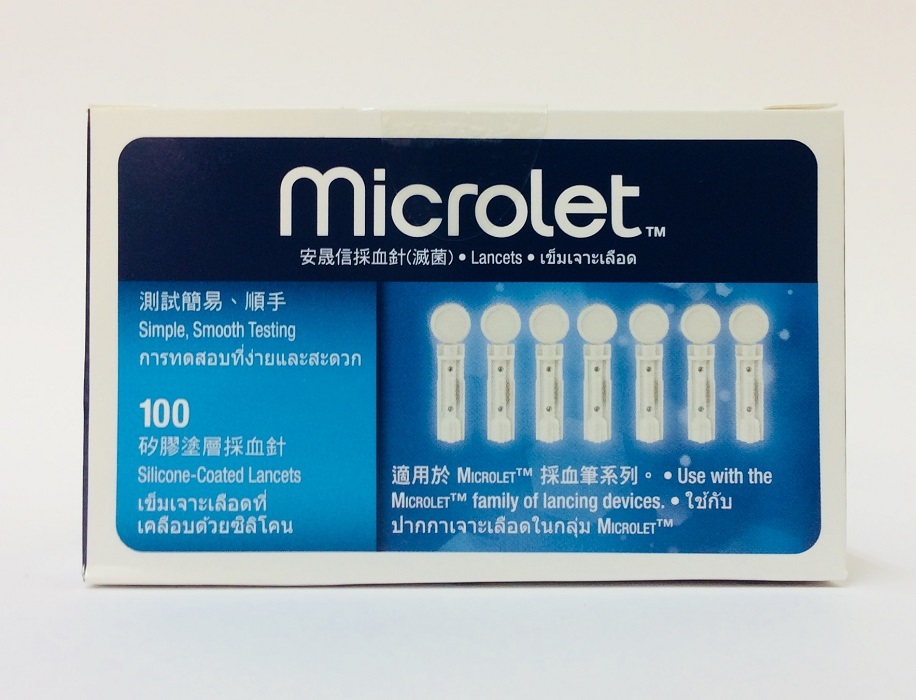 Microlet™
安晟信採血針(滅菌) • Lancets • เข็มเจาะเลือด
測試簡易、順手
Simple, Smooth Testing
การทดสอบที่ง่ายและสะดวก
100
矽膠塗層採血針
Silicone-Coated Lancets
เข็มเจาะเลือดที่
เคลือบด้วยซิลิโคน
適用於 MICROLET™ 採血筆系列。 • Use with the
MICROLET™ family of lancing devices. • ใช้กับ
ปากกาเจาะเลือดในกลุ่ม MICROLET™